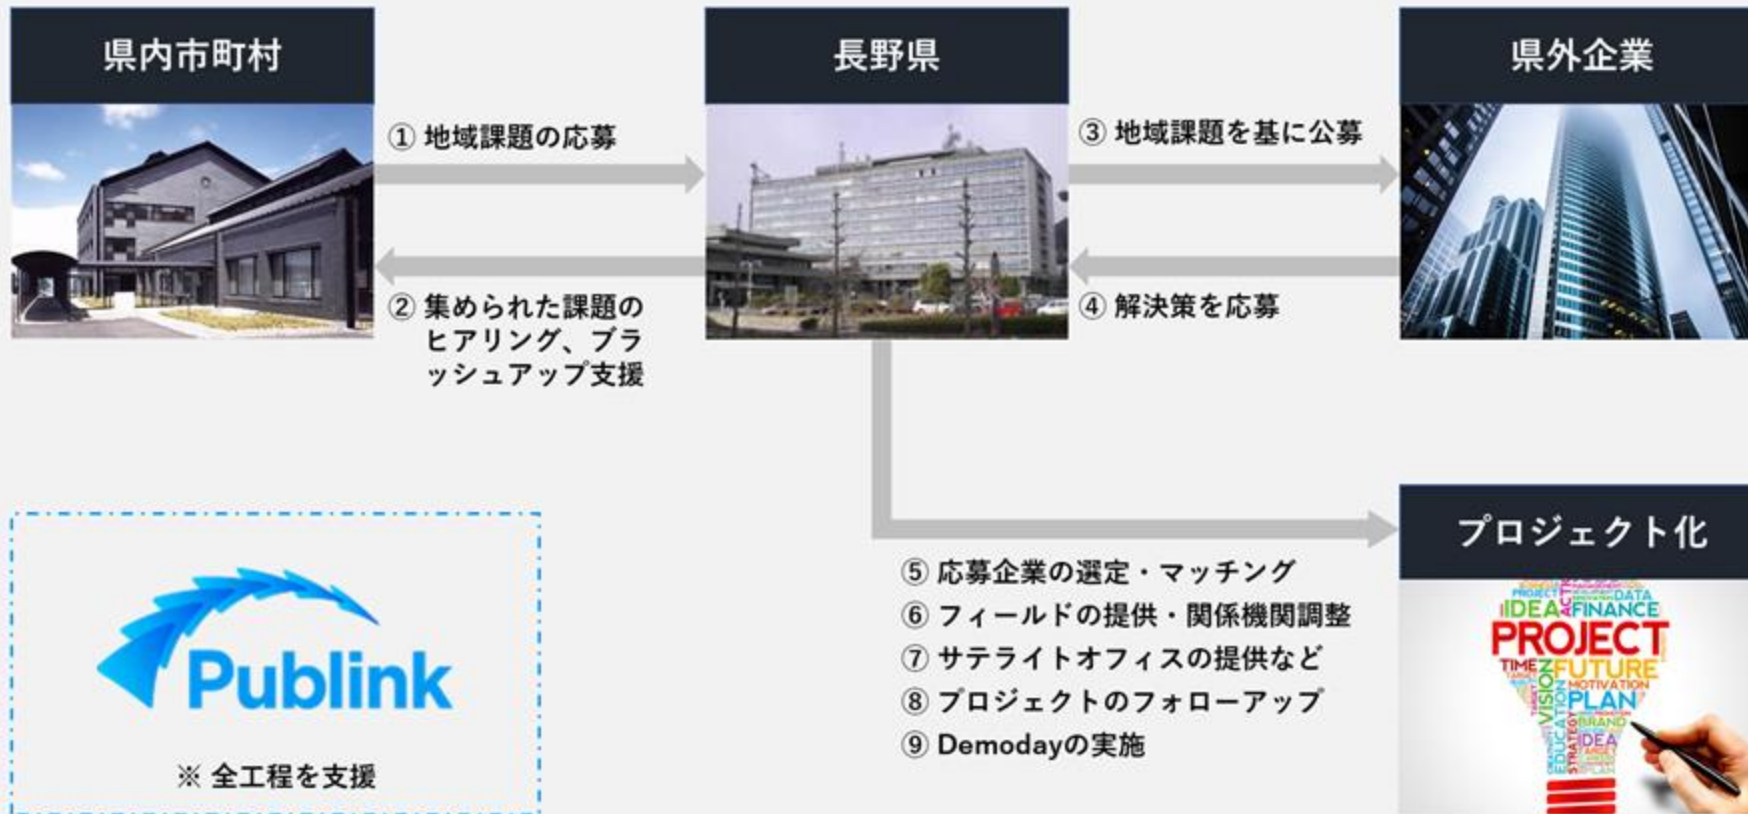 県内市町村
長野県
県外企業
① 地域課題の応募
③ 地域課題を基に公募
② 集められた課題の
ヒアリング、ブラ
ッシュアップ支援
④ 解決策を応募
プロジェクト化
⑤ 応募企業の選定・マッチング
⑥ フィールドの提供・関係機関調整
⑦ サテライトオフィスの提供など
⑧ プロジェクトのフォローアップ
⑨ Demodayの実施
Publink
※ 全工程を支援
PROJECT
DATA
IDEA
ACT
FINANCE
PROJECT
TIME
FUTURE
VISION
MOTIVATION
EDUCATION
PLAN
STRATEGY
BRAND
IDEA
TARGET
PLAN